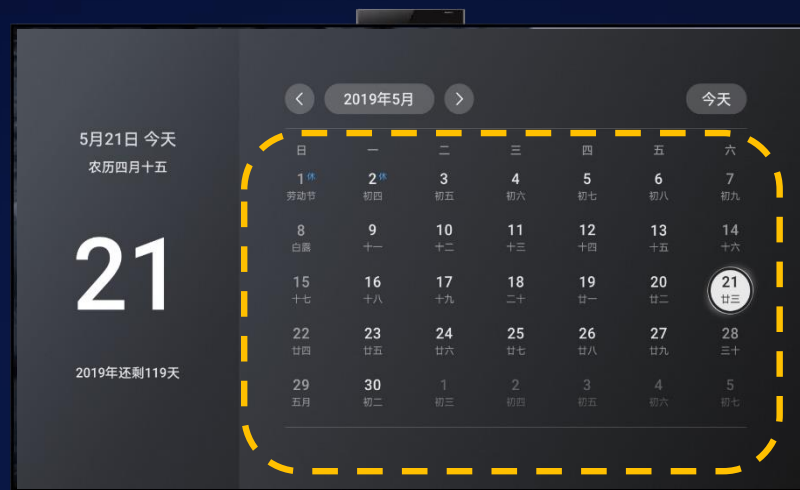 2019年5月
今天
5月21日 今天
农历四月十五
21
2019年还剩119天
日 一 二 三 四 五 六
1休 2休 3 4 5 6 7
劳动节 初四 初五 初六 初七 初八 初九
8 9 10 11 12 13 14
白露 十一 十二 十三 十四 十五 十六
15 16 17 18 19 20 21
十七 十八 十九 二十 廿一 廿二 廿三
22 23 24 25 26 27 28
廿四 廿五 廿六 廿七 廿八 廿九 三十
29 30 1 2 3 4 5
五月 初二 初三 初四 初五 初六 初七